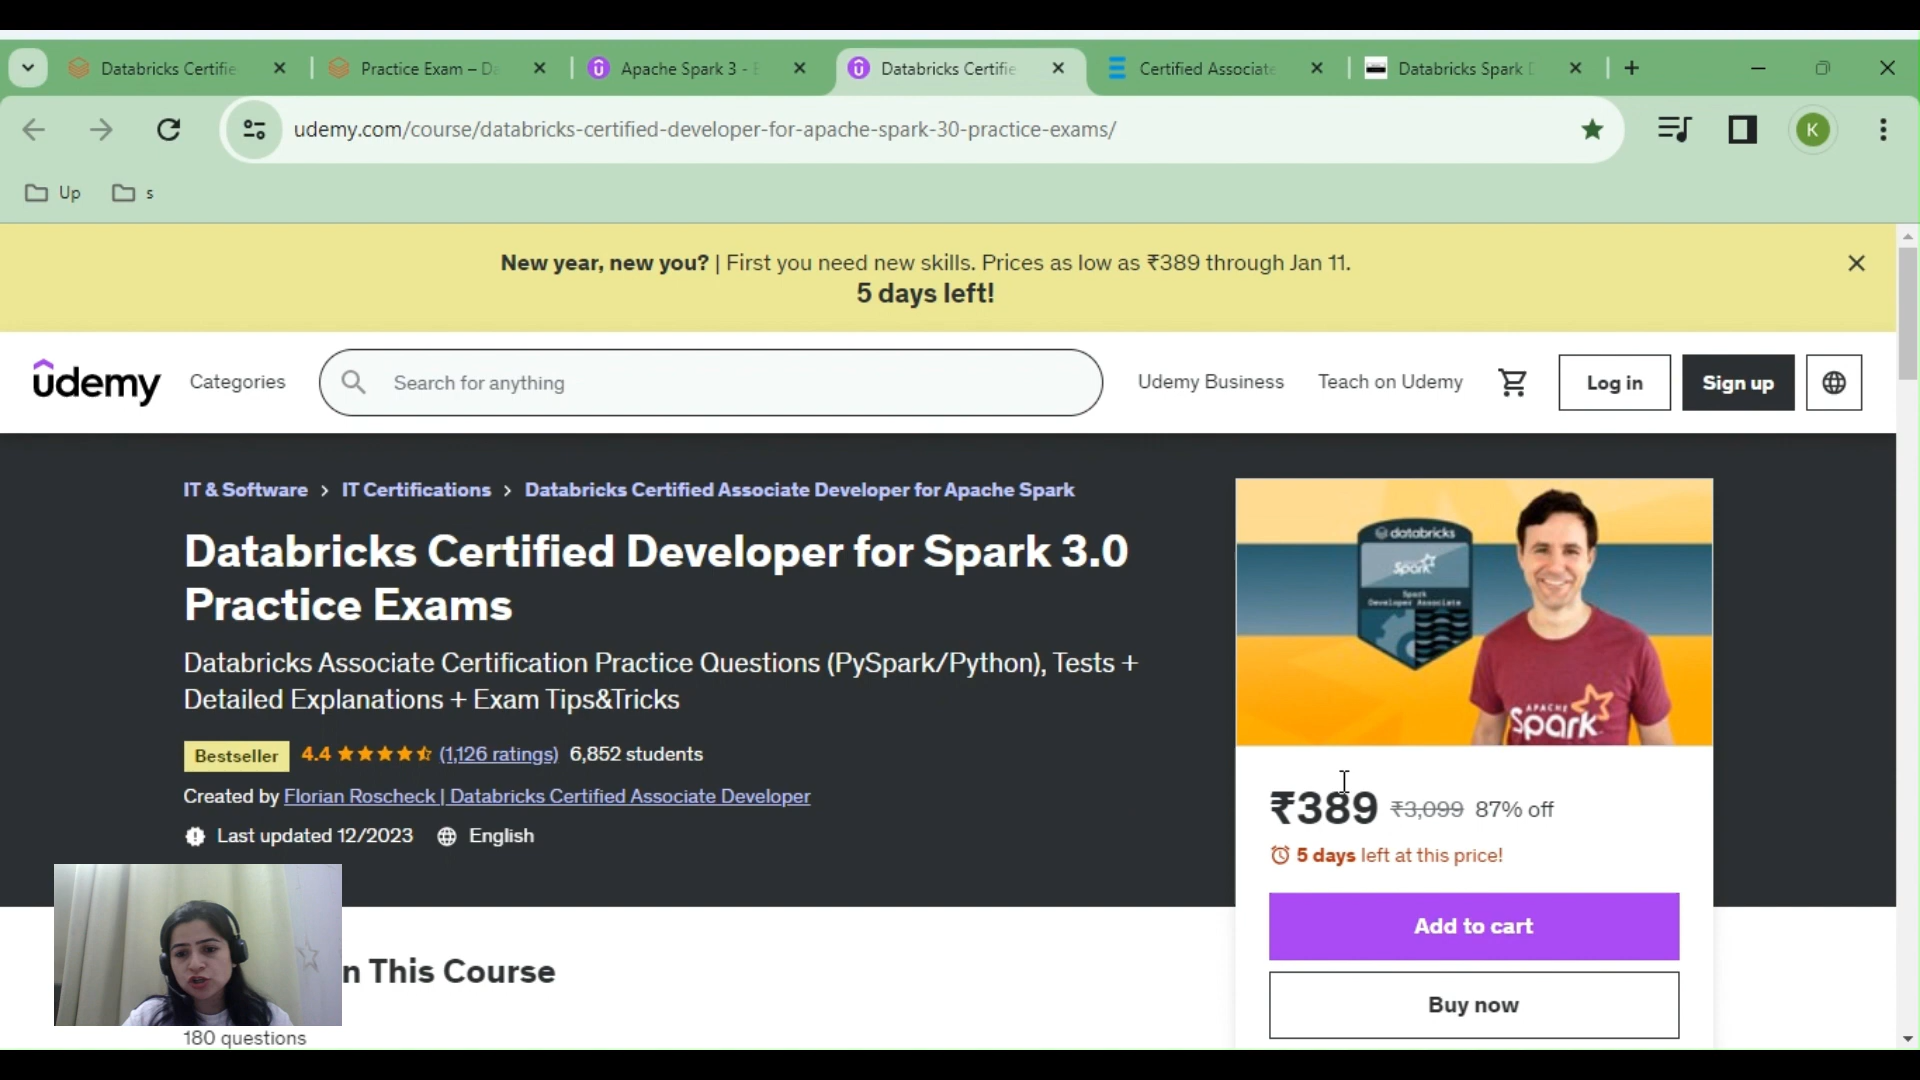 Databricks Certifie
Practice Exam – Da
Apache Spark 3 - E
Databricks Certifie
Certified Associate
Databricks Spark D
udemy.com/course/databricks-certified-developer-for-apache-spark-30-practice-exams/
K
Up
s
New year, new you? | First you need new skills. Prices as low as ₹389 through Jan 11.
5 days left!
udemy
Categories
Search for anything
Udemy Business
Teach on Udemy
Log in
Sign up
IT & Software > IT Certifications > Databricks Certified Associate Developer for Apache Spark
Databricks Certified Developer for Spark 3.0
Practice Exams
Databricks Associate Certification Practice Questions (PySpark/Python), Tests +
Detailed Explanations + Exam Tips&Tricks
Bestseller 4.4 (1,126 ratings) 6,852 students
Created by Florian Roscheck | Databricks Certified Associate Developer
Last updated 12/2023 English
databricks
Spark
Spark
Developer Associate
APACHE
Spark
₹389 ₹3,099 87% off
5 days left at this price!
Add to cart
Buy now
n This Course
180 questions